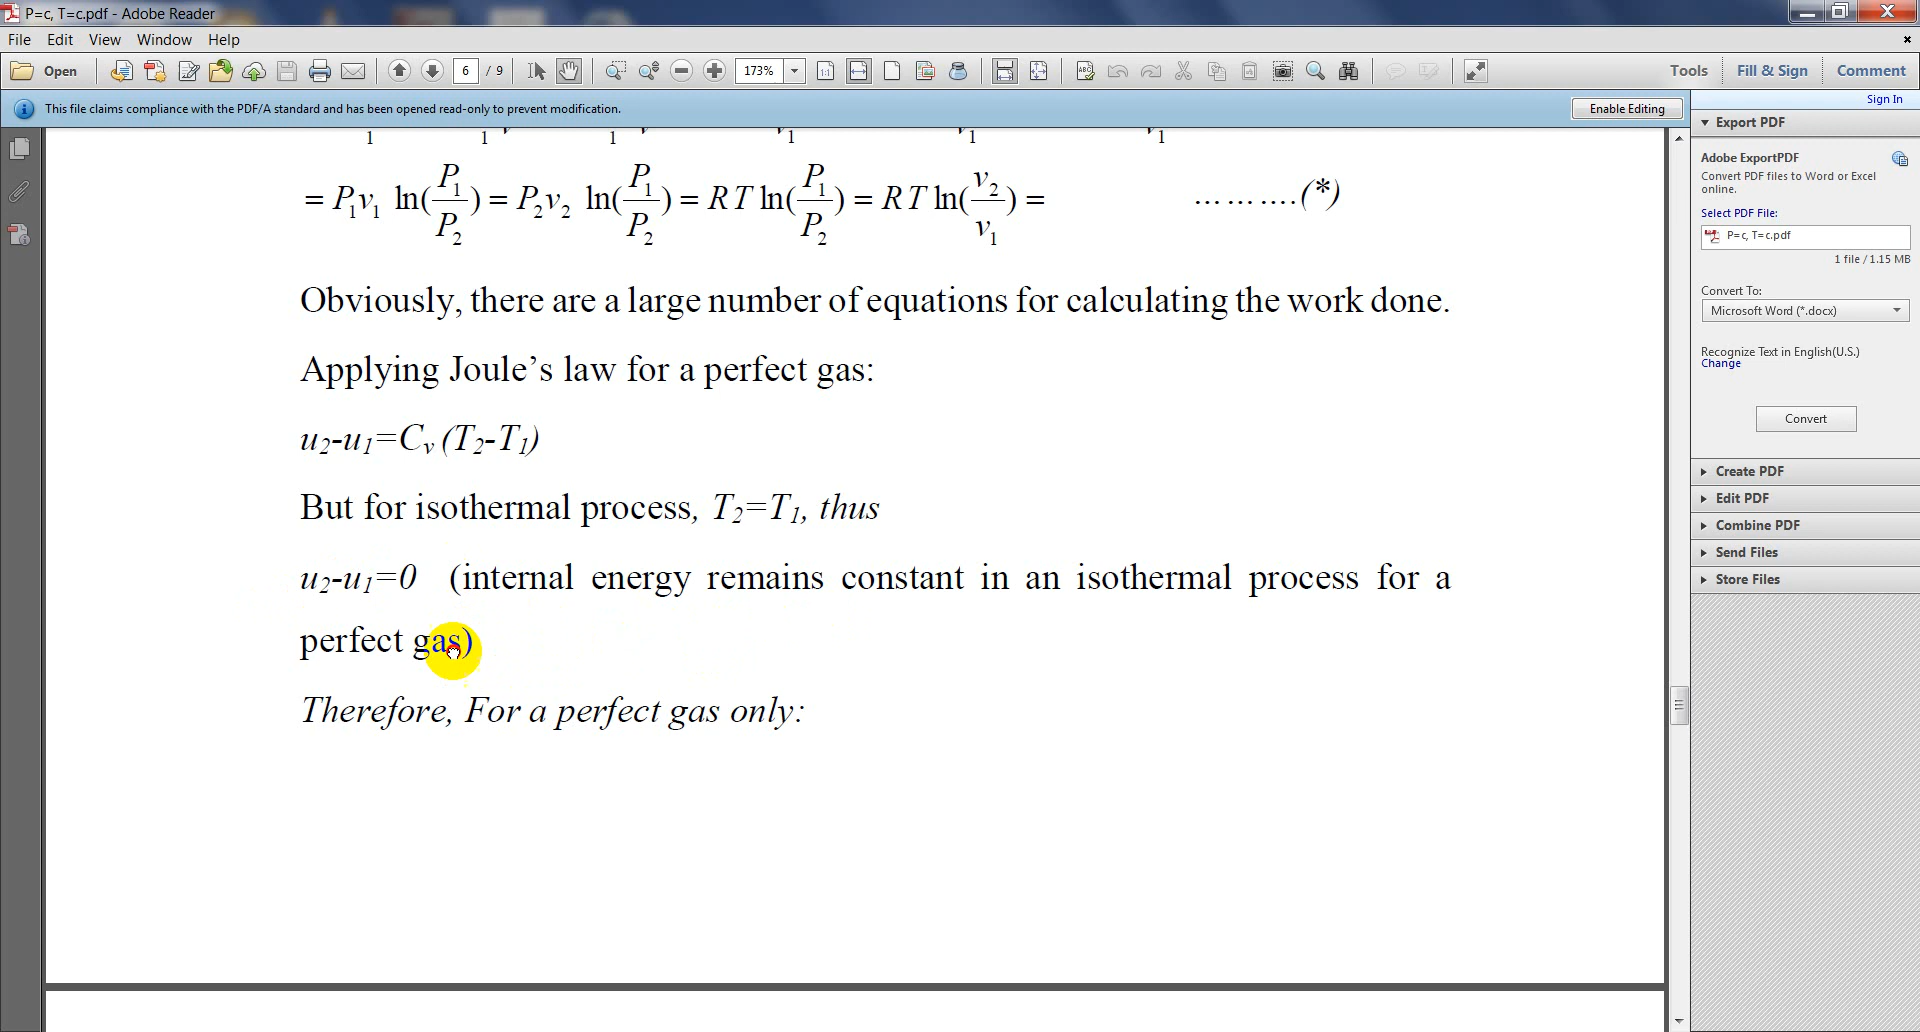 P=c, T=c.pdf - Adobe Reader
File Edit View Window Help
Open 6 / 9 173% Tools Fill & Sign Comment
This file claims compliance with the PDF/A standard and has been opened read-only to prevent modification. Enable Editing
Sign In
Export PDF
Adobe ExportPDF
Convert PDF files to Word or Excel
online.
Select PDF File:
P=c, T=c.pdf
1 file / 1.15 MB
Convert To:
Microsoft Word (*.docx)
Recognize Text in English(U.S.)
Change
Convert
Create PDF
Edit PDF
Combine PDF
Send Files
Store Files
= P₁v₁ ln(P₁/P₂) = P₂v₂ ln(P₁/P₂) = R T ln(P₁/P₂) = R T ln(v₂/v₁) = ……….(*)
Obviously, there are a large number of equations for calculating the work done.
Applying Joule’s law for a perfect gas:
u₂-u₁=Cᵥ (T₂-T₁)
But for isothermal process, T₂=T₁, thus
u₂-u₁=0 (internal energy remains constant in an isothermal process for a
perfect gas)
Therefore, For a perfect gas only: